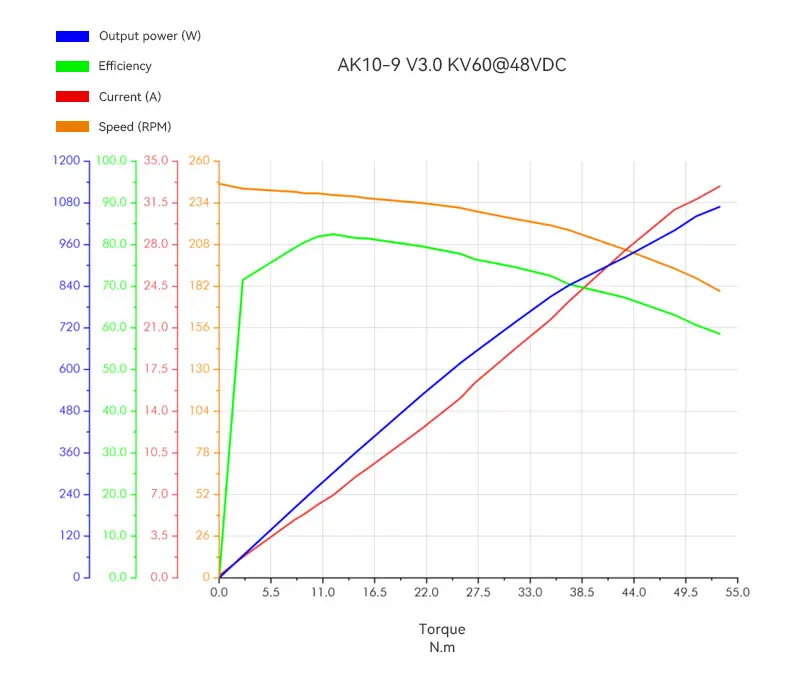 Output power (W)
Efficiency
AK10-9 V3.0 KV60@48VDC
Current (A)
Speed (RPM)
1200 100.0 35.0 260
1080 90.0 31.5 234
960 80.0 28.0 208
840 70.0 24.5 182
720 60.0 21.0 156
600 50.0 17.5 130
480 40.0 14.0 104
360 30.0 10.5 78
240 20.0 7.0 52
120 10.0 3.5 26
0 0.0 0.0 0
0.0 5.5 11.0 16.5 22.0 27.5 33.0 38.5 44.0 49.5 55.0
Torque
N.m